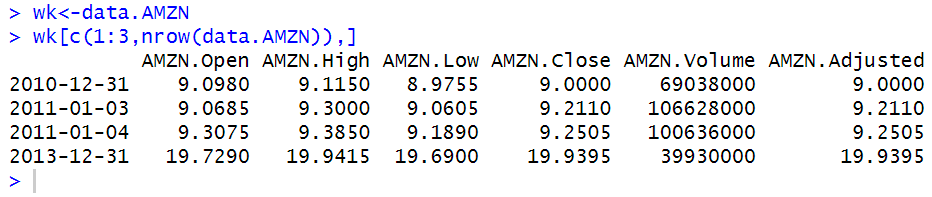 > wk<-data.AMZN
> wk[c(1:3,nrow(data.AMZN)),]
           AMZN.Open AMZN.High AMZN.Low AMZN.Close AMZN.Volume AMZN.Adjusted
2010-12-31    9.0980    9.1150   8.9755     9.0000    69038000        9.0000
2011-01-03    9.0685    9.3000   9.0605     9.2110   106628000        9.2110
2011-01-04    9.3075    9.3850   9.1890     9.2505   100636000        9.2505
2013-12-31   19.7290   19.9415  19.6900    19.9395    39930000       19.9395
>